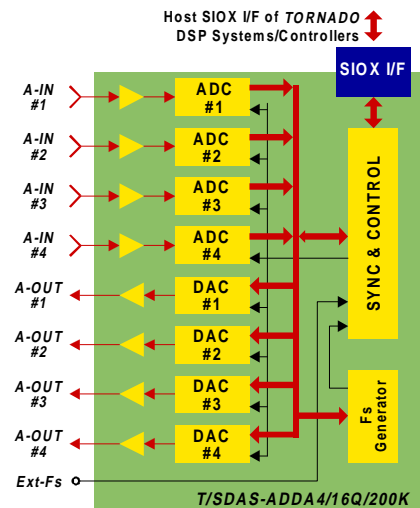 Host SIOX I/F of TORNADO
DSP Systems/Controllers
SIOX I/F
A-IN
#1
ADC
#1
A-IN
#2
ADC
#2
A-IN
#3
ADC
#3
A-IN
#4
ADC
#4
SYNC & CONTROL
A-OUT
#1
DAC
#1
A-OUT
#2
DAC
#2
A-OUT
#3
DAC
#3
A-OUT
#4
DAC
#4
Fs
Generator
Ext-Fs
T/SDAS-ADDA4/16Q/200K